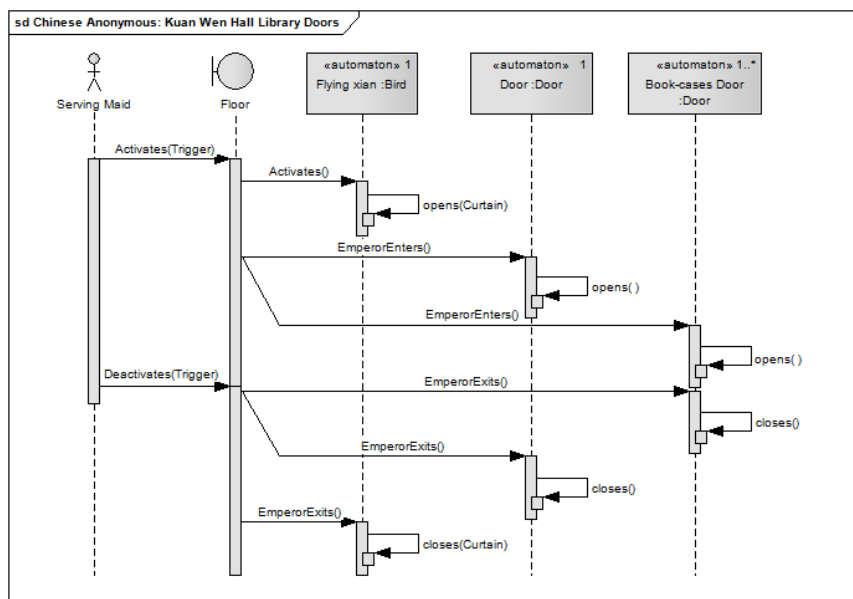 sd Chinese Anonymous: Kuan Wen Hall Library Doors
Serving Maid
Floor
«automaton» 1
Flying xian :Bird
«automaton» 1
Door :Door
«automaton» 1..*
Book-cases Door
:Door
Activates(Trigger)
Activates()
opens(Curtain)
EmperorEnters()
opens( )
EmperorEnters()
opens( )
Deactivates(Trigger)
EmperorExits()
closes()
EmperorExits()
closes()
EmperorExits()
closes(Curtain)